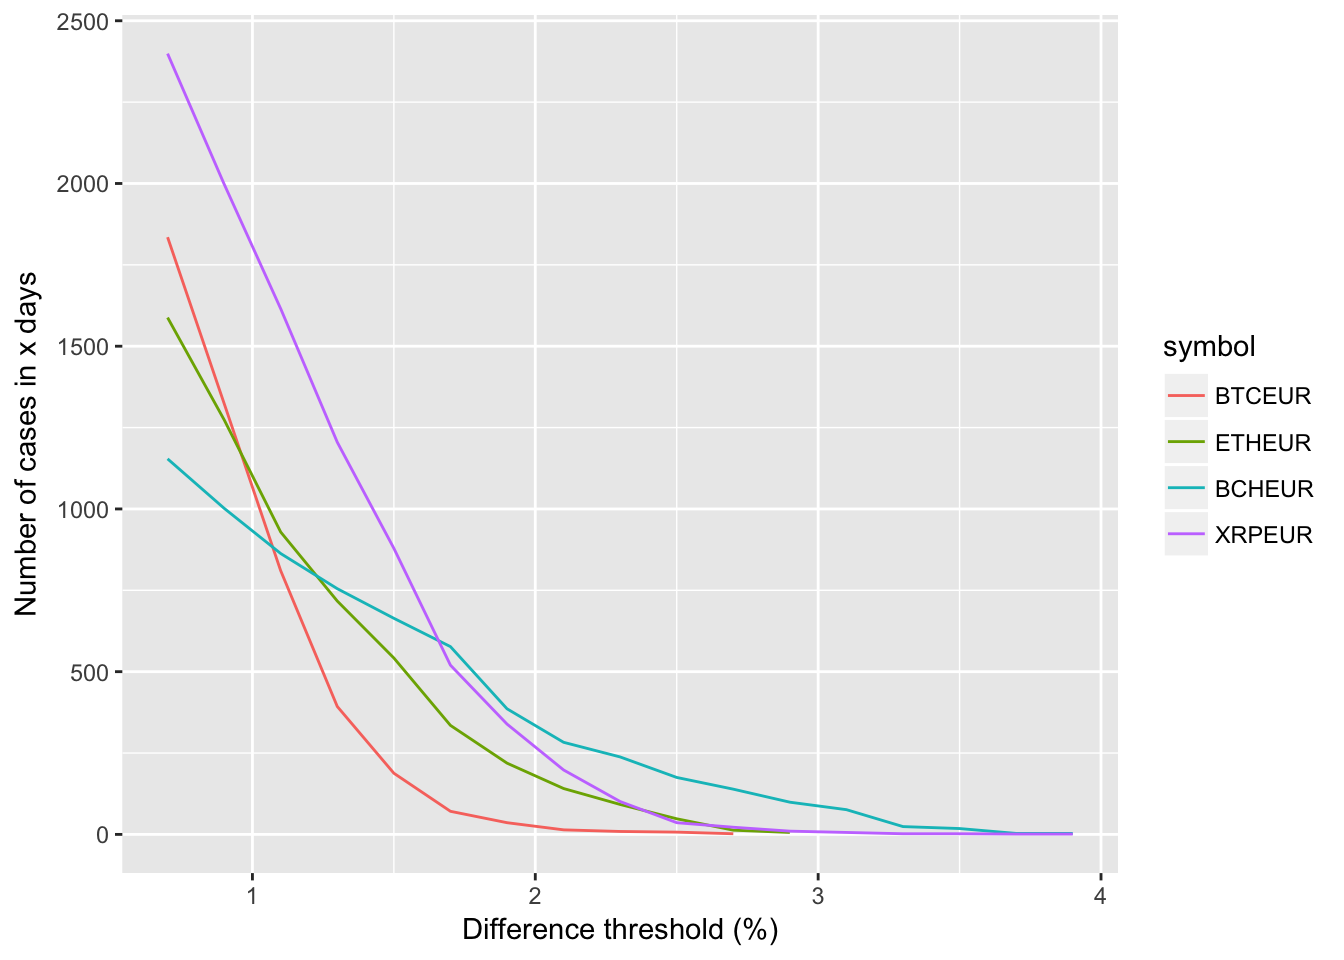 2500
2000
1500
1000
500
0
Number of cases in x days
1
2
3
4
Difference threshold (%)
symbol
BTCEUR
ETHEUR
BCHEUR
XRPEUR